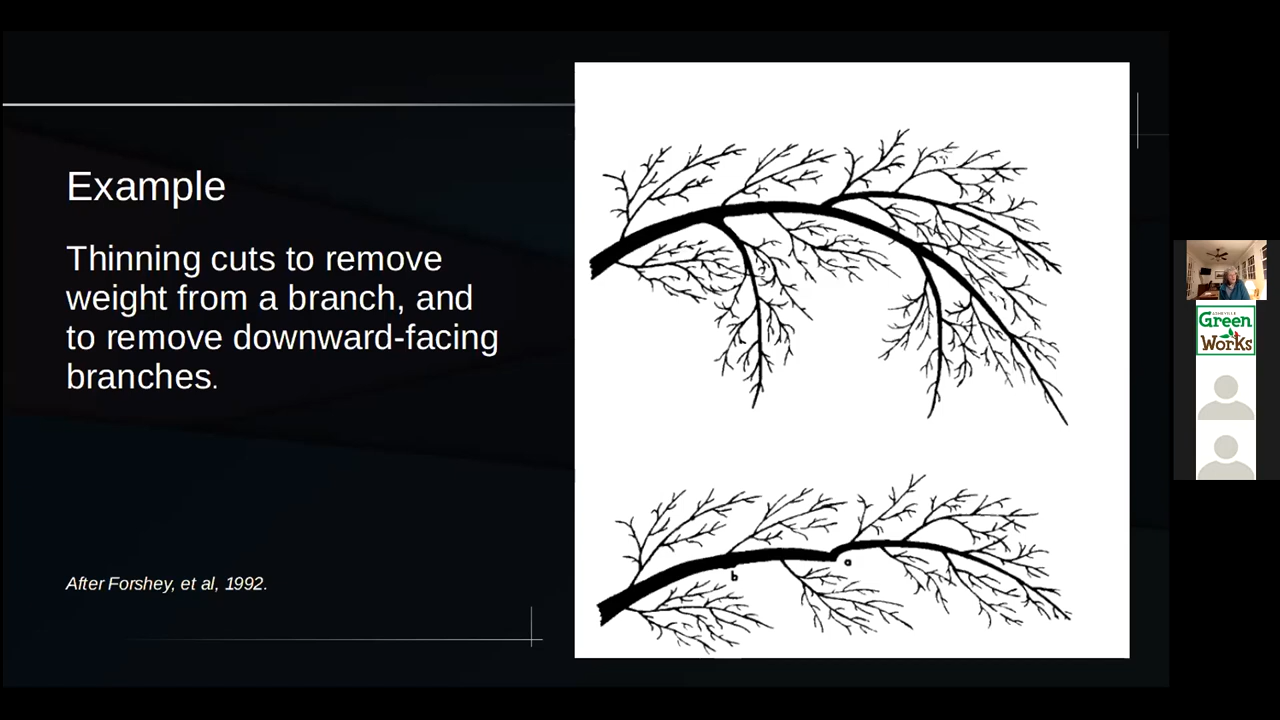 Example
Thinning cuts to remove
weight from a branch, and
to remove downward-facing
branches.
After Forshey, et al, 1992.
b
a
ASHEVILLE
Green
Works